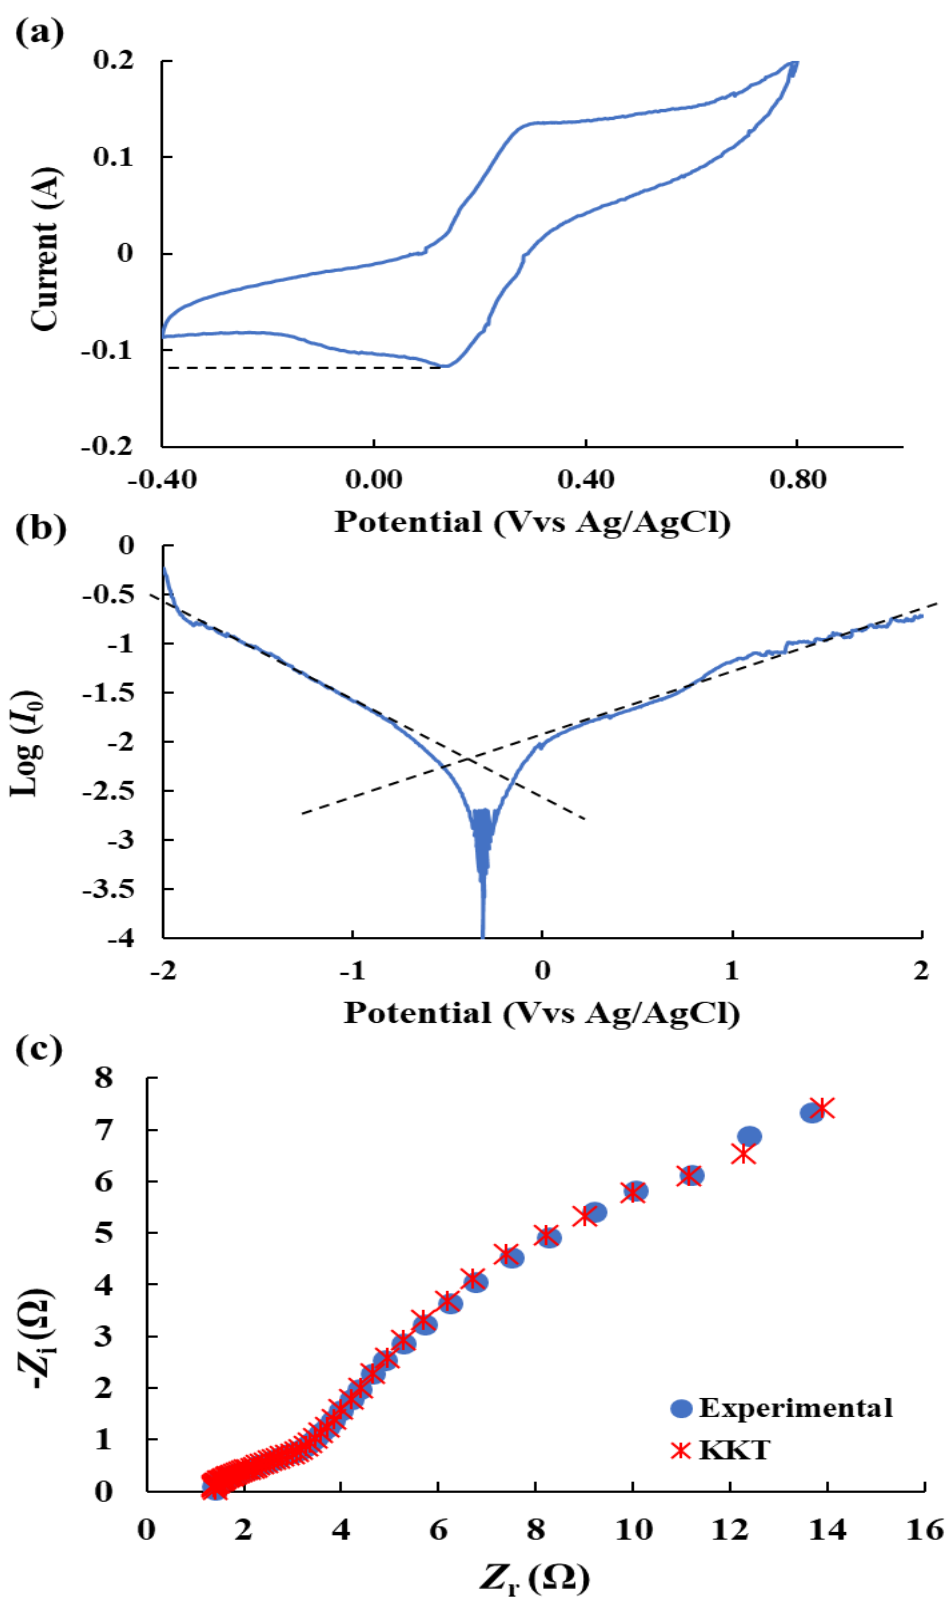 (a)
0.2
0.1
0
-0.1
-0.2
Current (A)
-0.40 0.00 0.40 0.80
Potential (Vvs Ag/AgCl)
(b)
0
-0.5
-1
-1.5
-2
-2.5
-3
-3.5
-4
Log (I0)
-2 -1 0 1 2
Potential (Vvs Ag/AgCl)
(c)
8
7
6
5
4
3
2
1
0
-Zi (Ω)
Experimental
KKT
0 2 4 6 8 10 12 14 16
Zr (Ω)